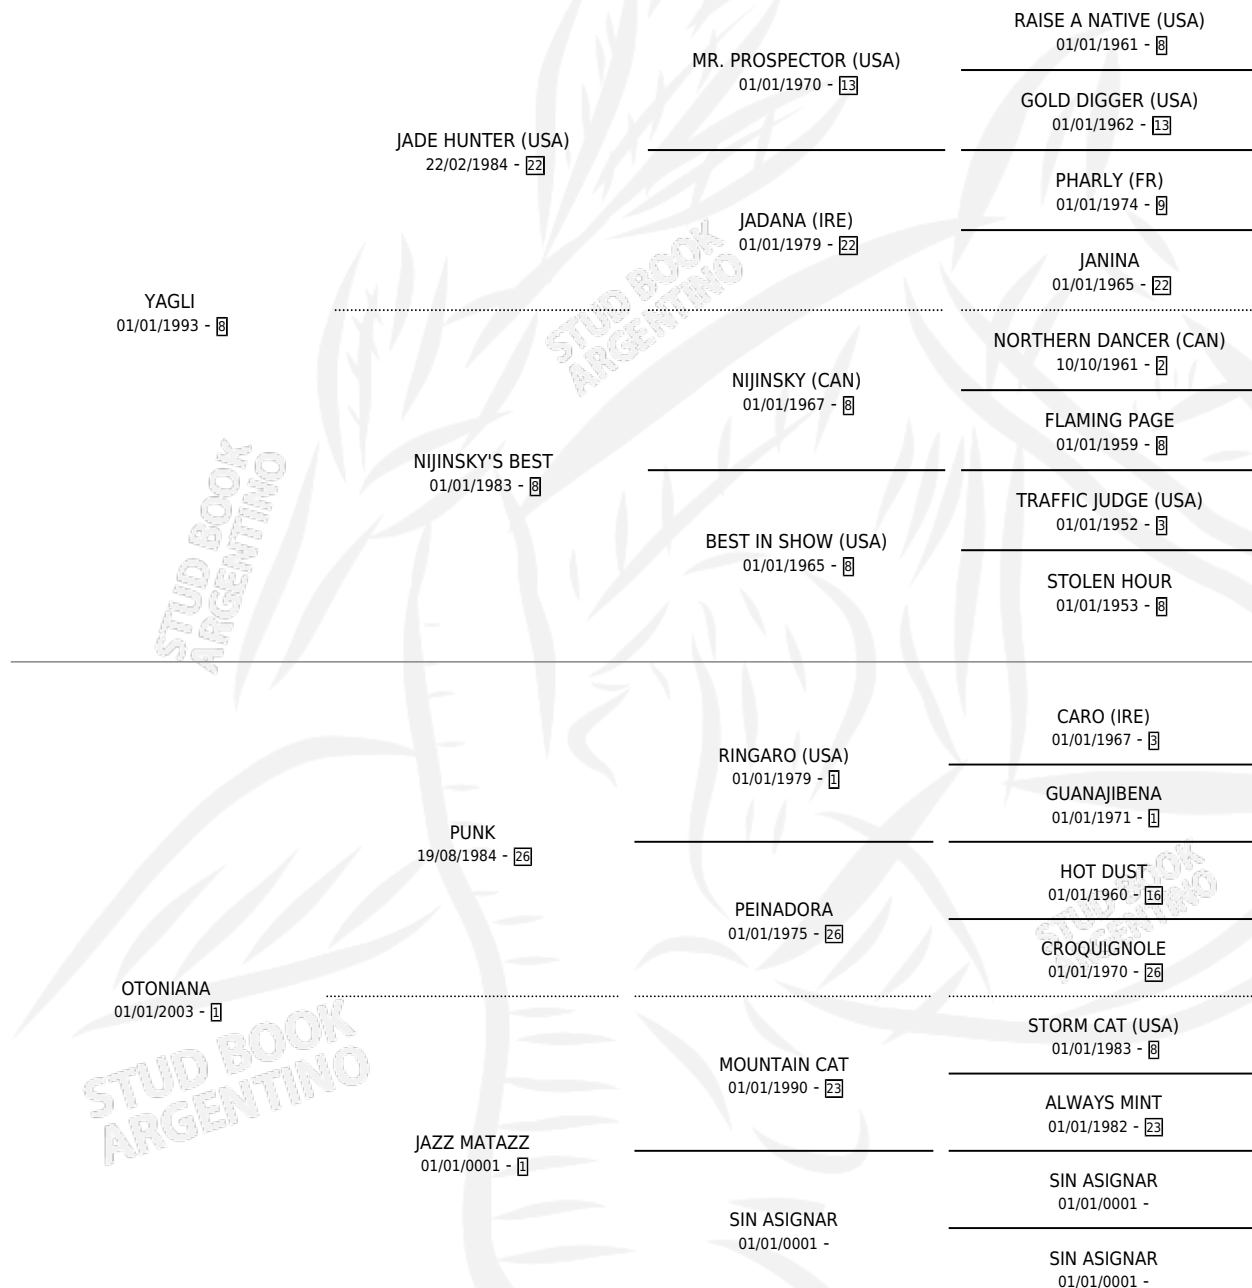 RAISE A NATIVE (USA)
01/01/1961 - 8
MR. PROSPECTOR (USA)
01/01/1970 - 13
GOLD DIGGER (USA)
01/01/1962 - 13
JADE HUNTER (USA)
22/02/1984 - 22
PHARLY (FR)
01/01/1974 - 9
JADANA (IRE)
01/01/1979 - 22
JANINA
01/01/1965 - 22
YAGLI
01/01/1993 - 8
NORTHERN DANCER (CAN)
10/10/1961 - 2
NIJINSKY (CAN)
01/01/1967 - 8
FLAMING PAGE
01/01/1959 - 8
NIJINSKY'S BEST
01/01/1983 - 8
TRAFFIC JUDGE (USA)
01/01/1952 - 3
BEST IN SHOW (USA)
01/01/1965 - 8
STOLEN HOUR
01/01/1953 - 8
CARO (IRE)
01/01/1967 - 3
RINGARO (USA)
01/01/1979 - 1
GUANAJIBENA
01/01/1971 - 1
PUNK
19/08/1984 - 26
HOT DUST
01/01/1960 - 16
PEINADORA
01/01/1975 - 26
CROQUIGNOLE
01/01/1970 - 26
OTONIANA
01/01/2003 - 1
STORM CAT (USA)
01/01/1983 - 8
MOUNTAIN CAT
01/01/1990 - 23
ALWAYS MINT
01/01/1982 - 23
JAZZ MATAZZ
01/01/0001 - 1
SIN ASIGNAR
01/01/0001 -
SIN ASIGNAR
01/01/0001 -
SIN ASIGNAR
01/01/0001 -
STUD BOOK
ARGENTINO
STUD BOOK
ARGENTINO
STUD BOOK
ARGENTINO
STUD BOOK
ARGENTINO